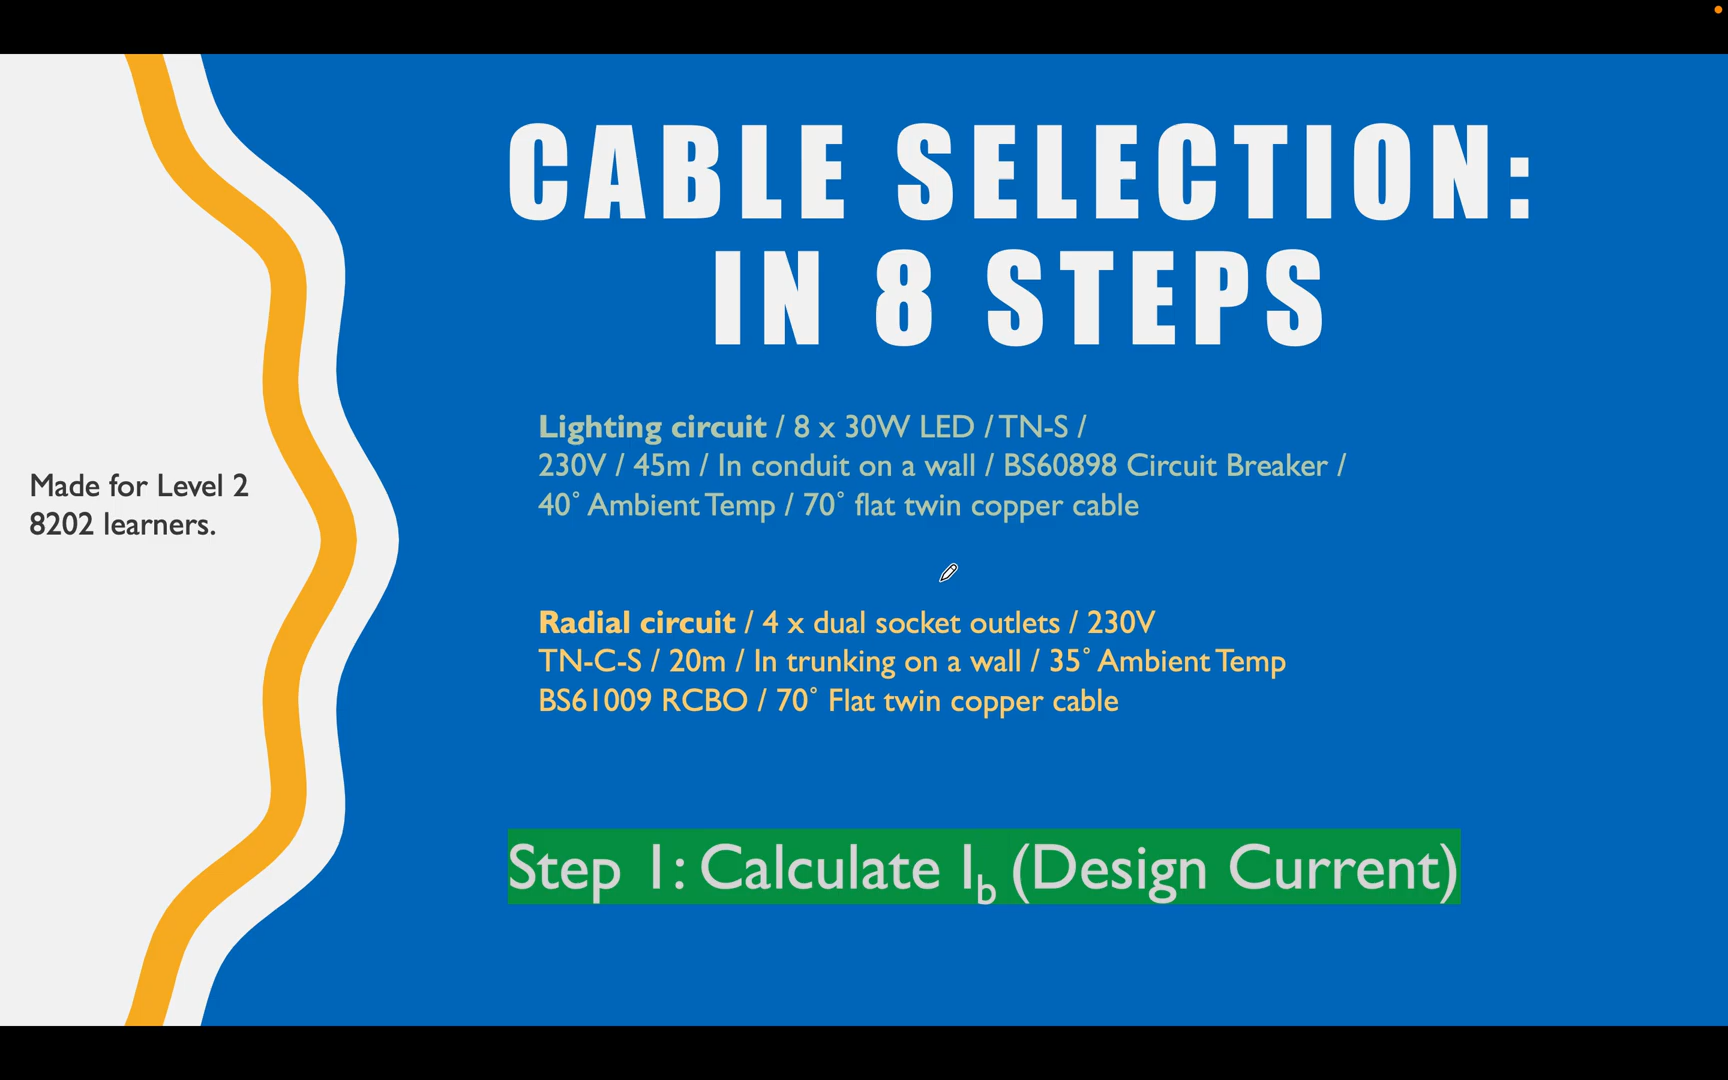 CABLE SELECTION:
IN 8 STEPS
Lighting circuit / 8 x 30W LED / TN-S /
230V / 45m / In conduit on a wall / BS60898 Circuit Breaker /
40˚ Ambient Temp / 70˚ flat twin copper cable
Made for Level 2
8202 learners.
Radial circuit / 4 x dual socket outlets / 230V
TN-C-S / 20m / In trunking on a wall / 35˚ Ambient Temp
BS61009 RCBO / 70˚ Flat twin copper cable
Step 1: Calculate Ib (Design Current)